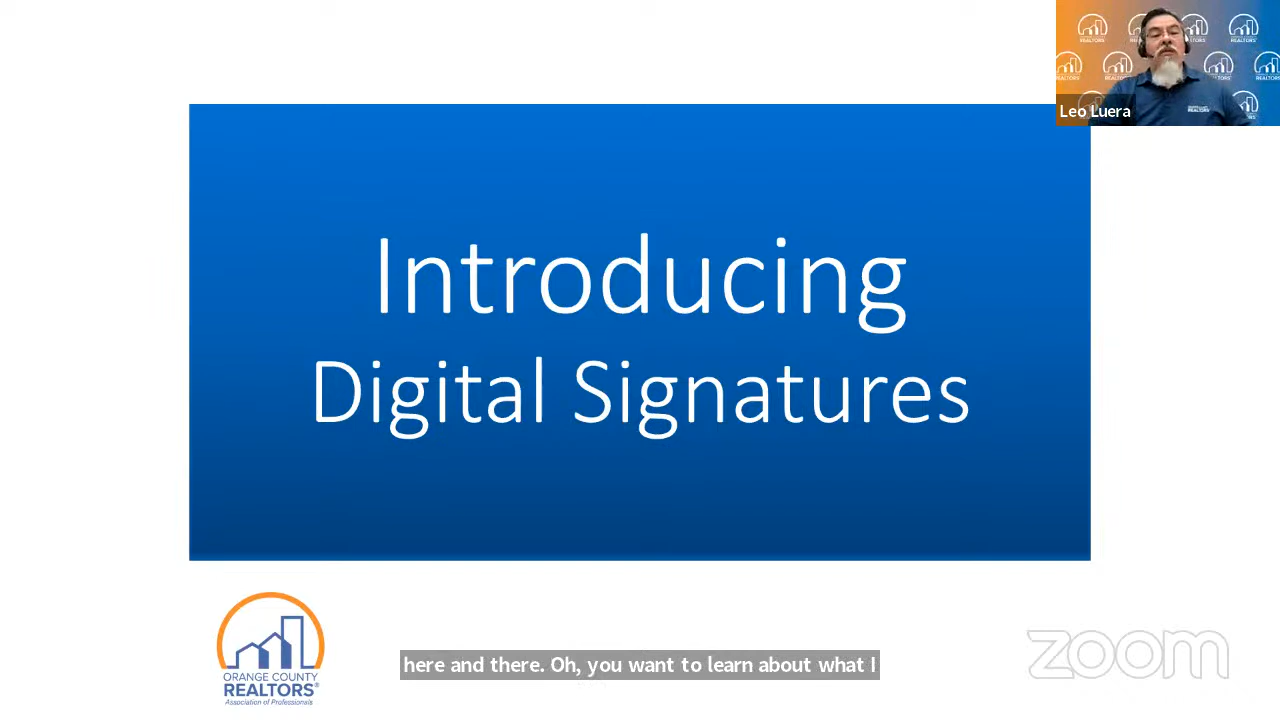 Leo Luera
Introducing
Digital Signatures
ORANGE COUNTY
REALTORS®
Association of Professionals
here and there. Oh, you want to learn about what I
zoom